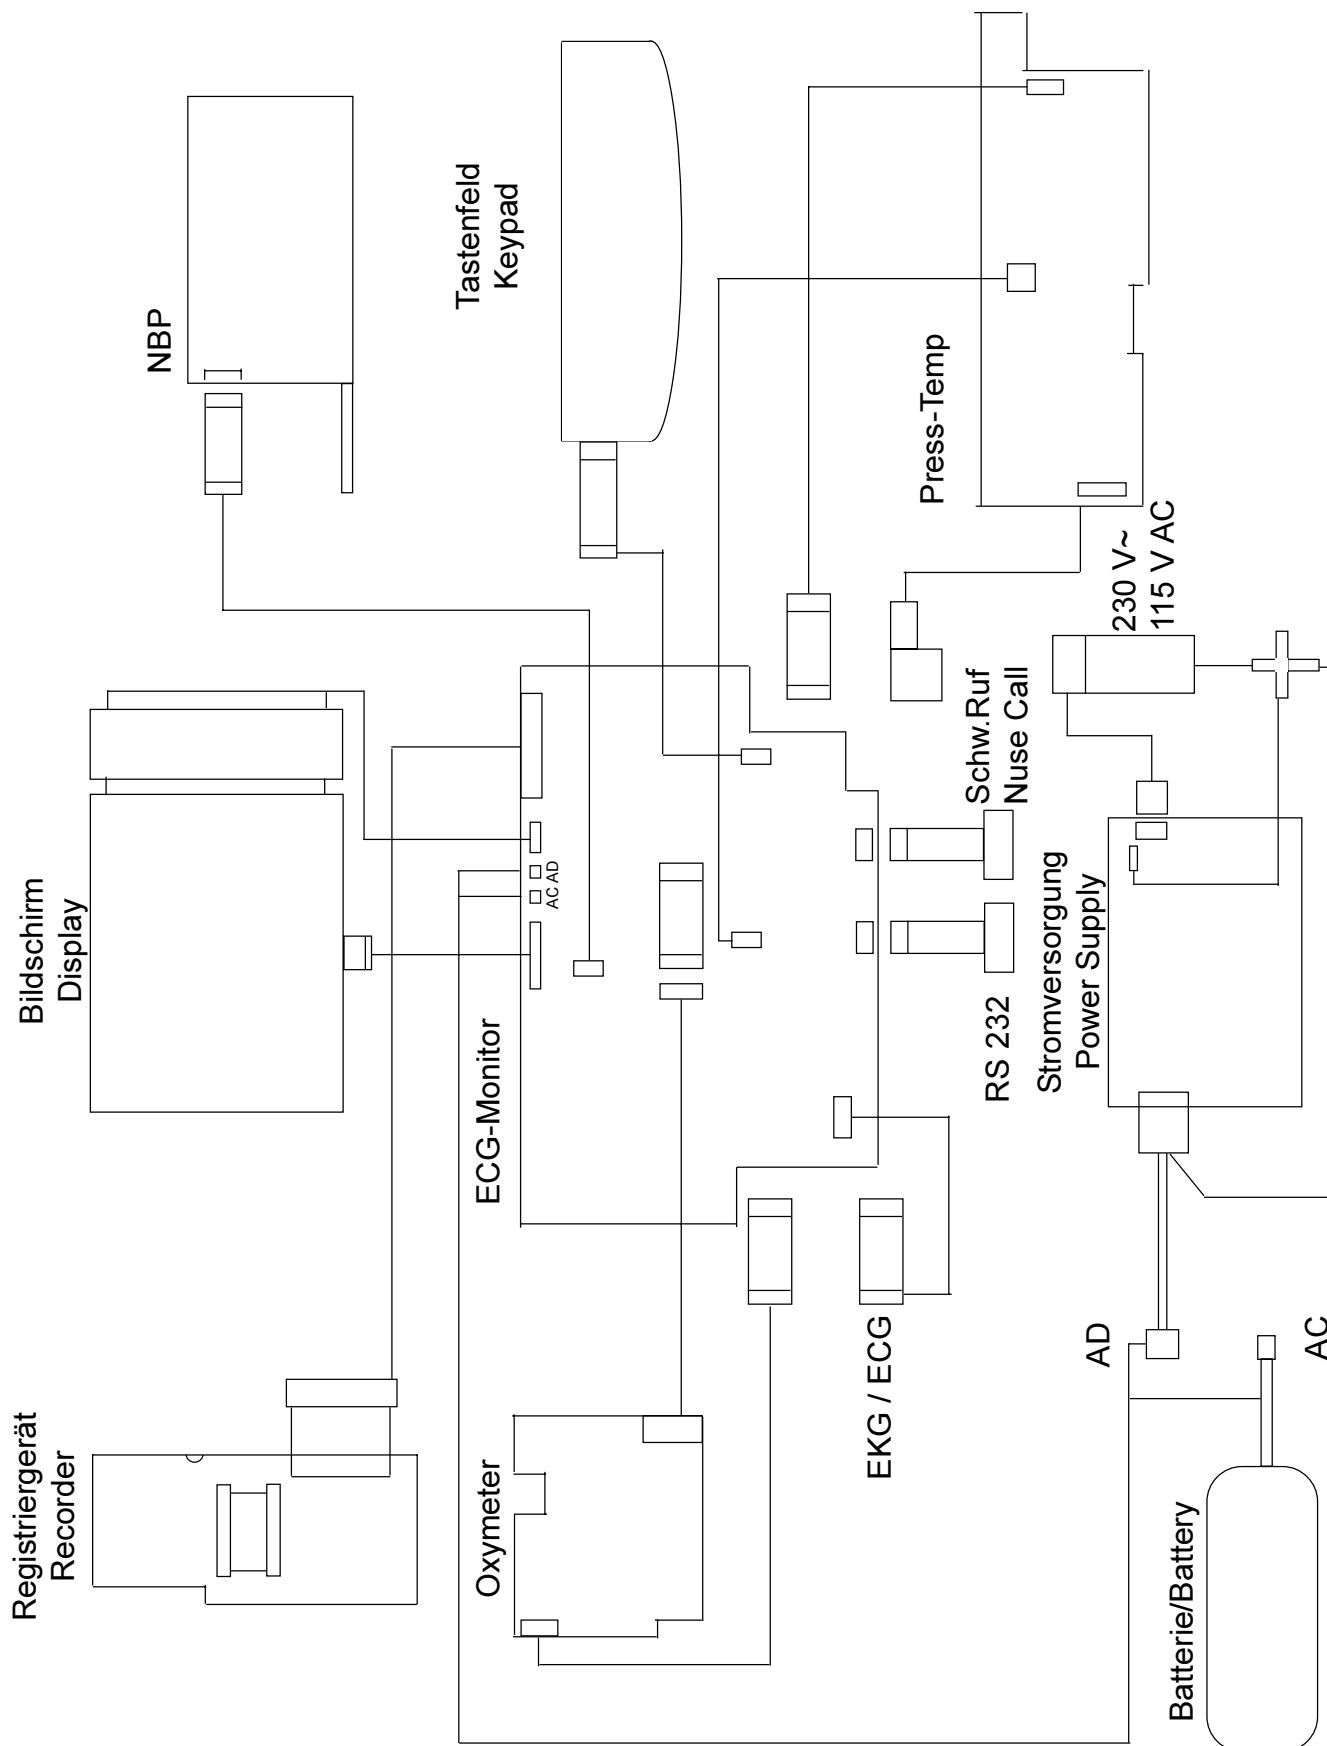 Registriergerät
Recorder
Bildschirm
Display
NBP
Tastenfeld
Keypad
Oxymeter
ECG-Monitor
AC AD
Press-Temp
EKG / ECG
RS 232
Schw.Ruf
Nuse Call
230 V~
115 V AC
Stromversorgung
Power Supply
AD
AC
Batterie/Battery